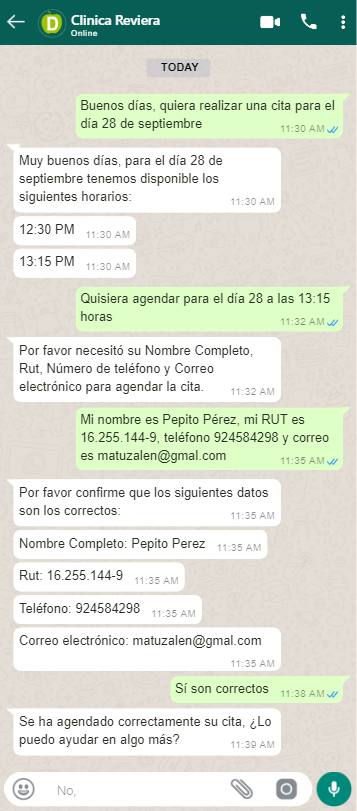 Clinica Reviera
Online
TODAY
Buenos días, quiera realizar una cita para el
día 28 de septiembre
11:30 AM
Muy buenos días, para el día 28 de
septiembre tenemos disponible los
siguientes horarios:
11:30 AM
12:30 PM
11:30 AM
13:15 PM
11:30 AM
Quisiera agendar para el día 28 a las 13:15
horas
11:32 AM
Por favor necesitó su Nombre Completo,
Rut, Número de teléfono y Correo
electrónico para agendar la cita.
11:32 AM
Mi nombre es Pepito Pérez, mi RUT es
16.255.144-9, teléfono 924584298 y correo
es matuzalen@gmal.com
11:35 AM
Por favor confirme que los siguientes datos
son los correctos:
11:35 AM
Nombre Completo: Pepito Perez
11:35 AM
Rut: 16.255.144-9
11:35 AM
Teléfono: 924584298
11:35 AM
Correo electrónico: matuzalen@gmal.com
11:35 AM
Sí son correctos
11:38 AM
Se ha agendado correctamente su cita, ¿Lo
puedo ayudar en algo más?
11:39 AM
No,